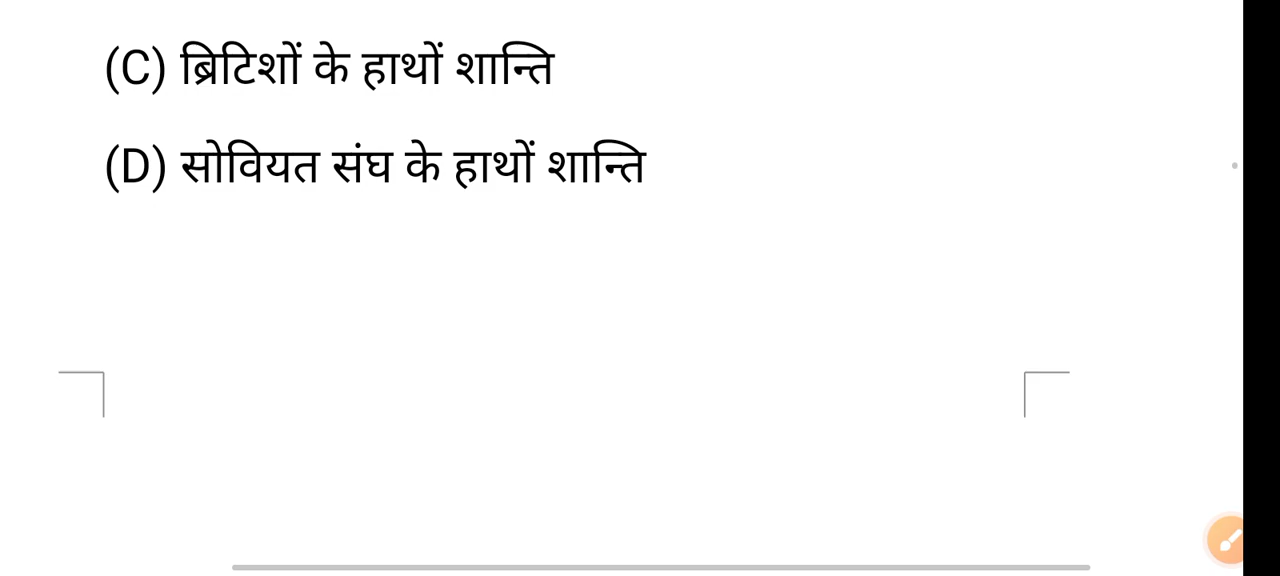 (C) ब्रिटिशों के हाथों शान्ति
(D) सोवियत संघ के हाथों शान्ति